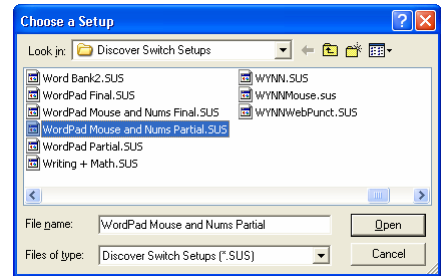 Choose a Setup
Look in: Discover Switch Setups
Word Bank2.SUS
WordPad Final.SUS
WordPad Mouse and Nums Final.SUS
WordPad Mouse and Nums Partial.SUS
WordPad Partial.SUS
Writing + Math.SUS
WYNN.SUS
WYNNMouse.sus
WYNNWebPunct.SUS
File name: WordPad Mouse and Nums Partial Open
Files of type: Discover Switch Setups (*.SUS) Cancel